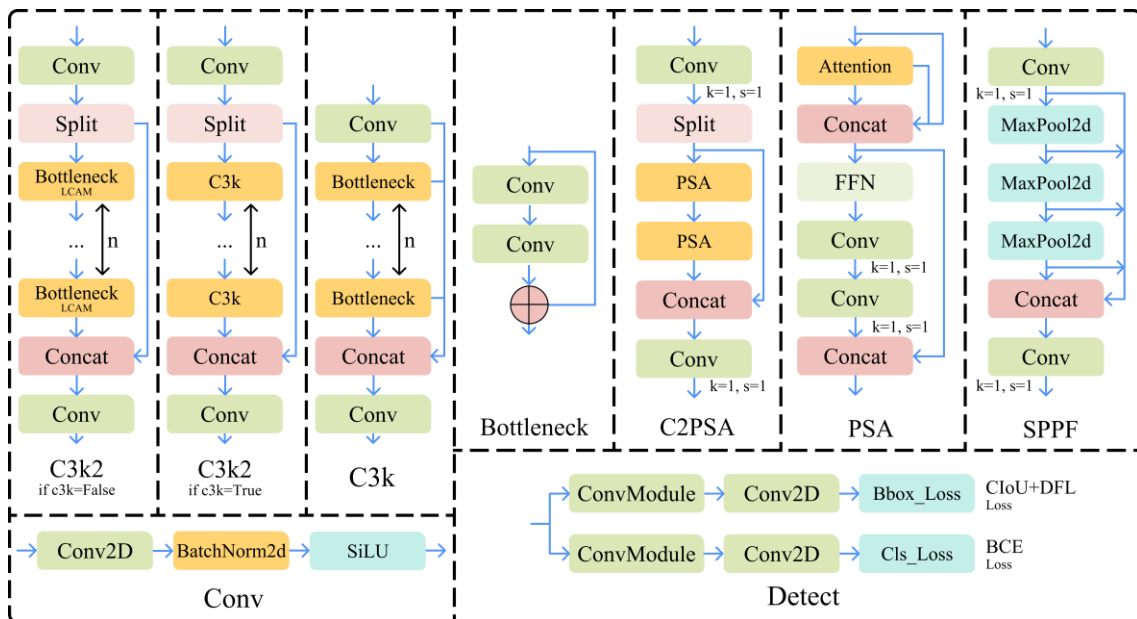 Conv
Split
Bottleneck
LCAM
...
n
Bottleneck
LCAM
Concat
Conv
C3k2
if c3k=False
Conv
Split
C3k
...
n
C3k
Concat
Conv
C3k2
if c3k=True
Conv
Bottleneck
...
n
Bottleneck
Concat
Conv
C3k
Conv
Conv
Bottleneck
Conv
k=1, s=1
Split
PSA
PSA
Concat
Conv
k=1, s=1
C2PSA
Attention
Concat
FFN
Conv
k=1, s=1
Conv
k=1, s=1
Concat
PSA
Conv
k=1, s=1
MaxPool2d
MaxPool2d
MaxPool2d
Concat
Conv
k=1, s=1
SPPF
Conv2D
BatchNorm2d
SiLU
Conv
ConvModule
Conv2D
Bbox_Loss
CIoU+DFL
Loss
ConvModule
Conv2D
Cls_Loss
BCE
Loss
Detect